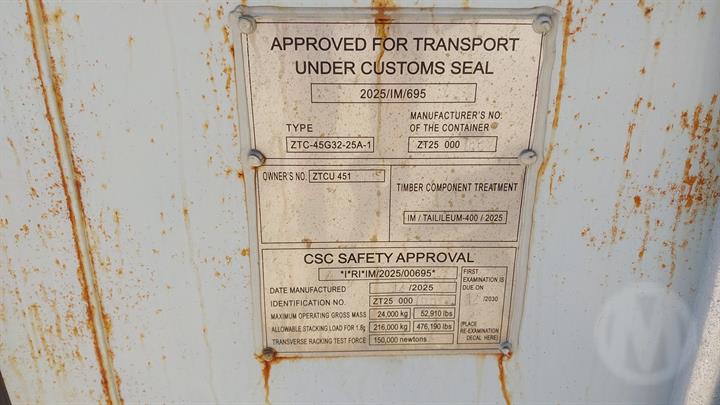 APPROVED FOR TRANSPORT
UNDER CUSTOMS SEAL
2025/IM/695
TYPE
MANUFACTURER'S NO.
OF THE CONTAINER
ZTC-45G32-25A-1
ZT25 000
OWNER'S NO.
ZTCU 451
TIMBER COMPONENT TREATMENT
IM / TAILILEUM-400 / 2025
CSC SAFETY APPROVAL
*I*RI*IM/2025/00695*
DATE MANUFACTURED
/2025
IDENTIFICATION NO.
ZT25 000
MAXIMUM OPERATING GROSS MASS
24,000 kg
52,910 lbs
ALLOWABLE STACKING LOAD FOR 1.8g
216,000 kg
476,190 lbs
TRANSVERSE RACKING TEST FORCE
150,000 newtons
FIRST
EXAMINATION IS
DUE ON
/2030
(PLACE
RE-EXAMINATION
DECAL HERE)
M